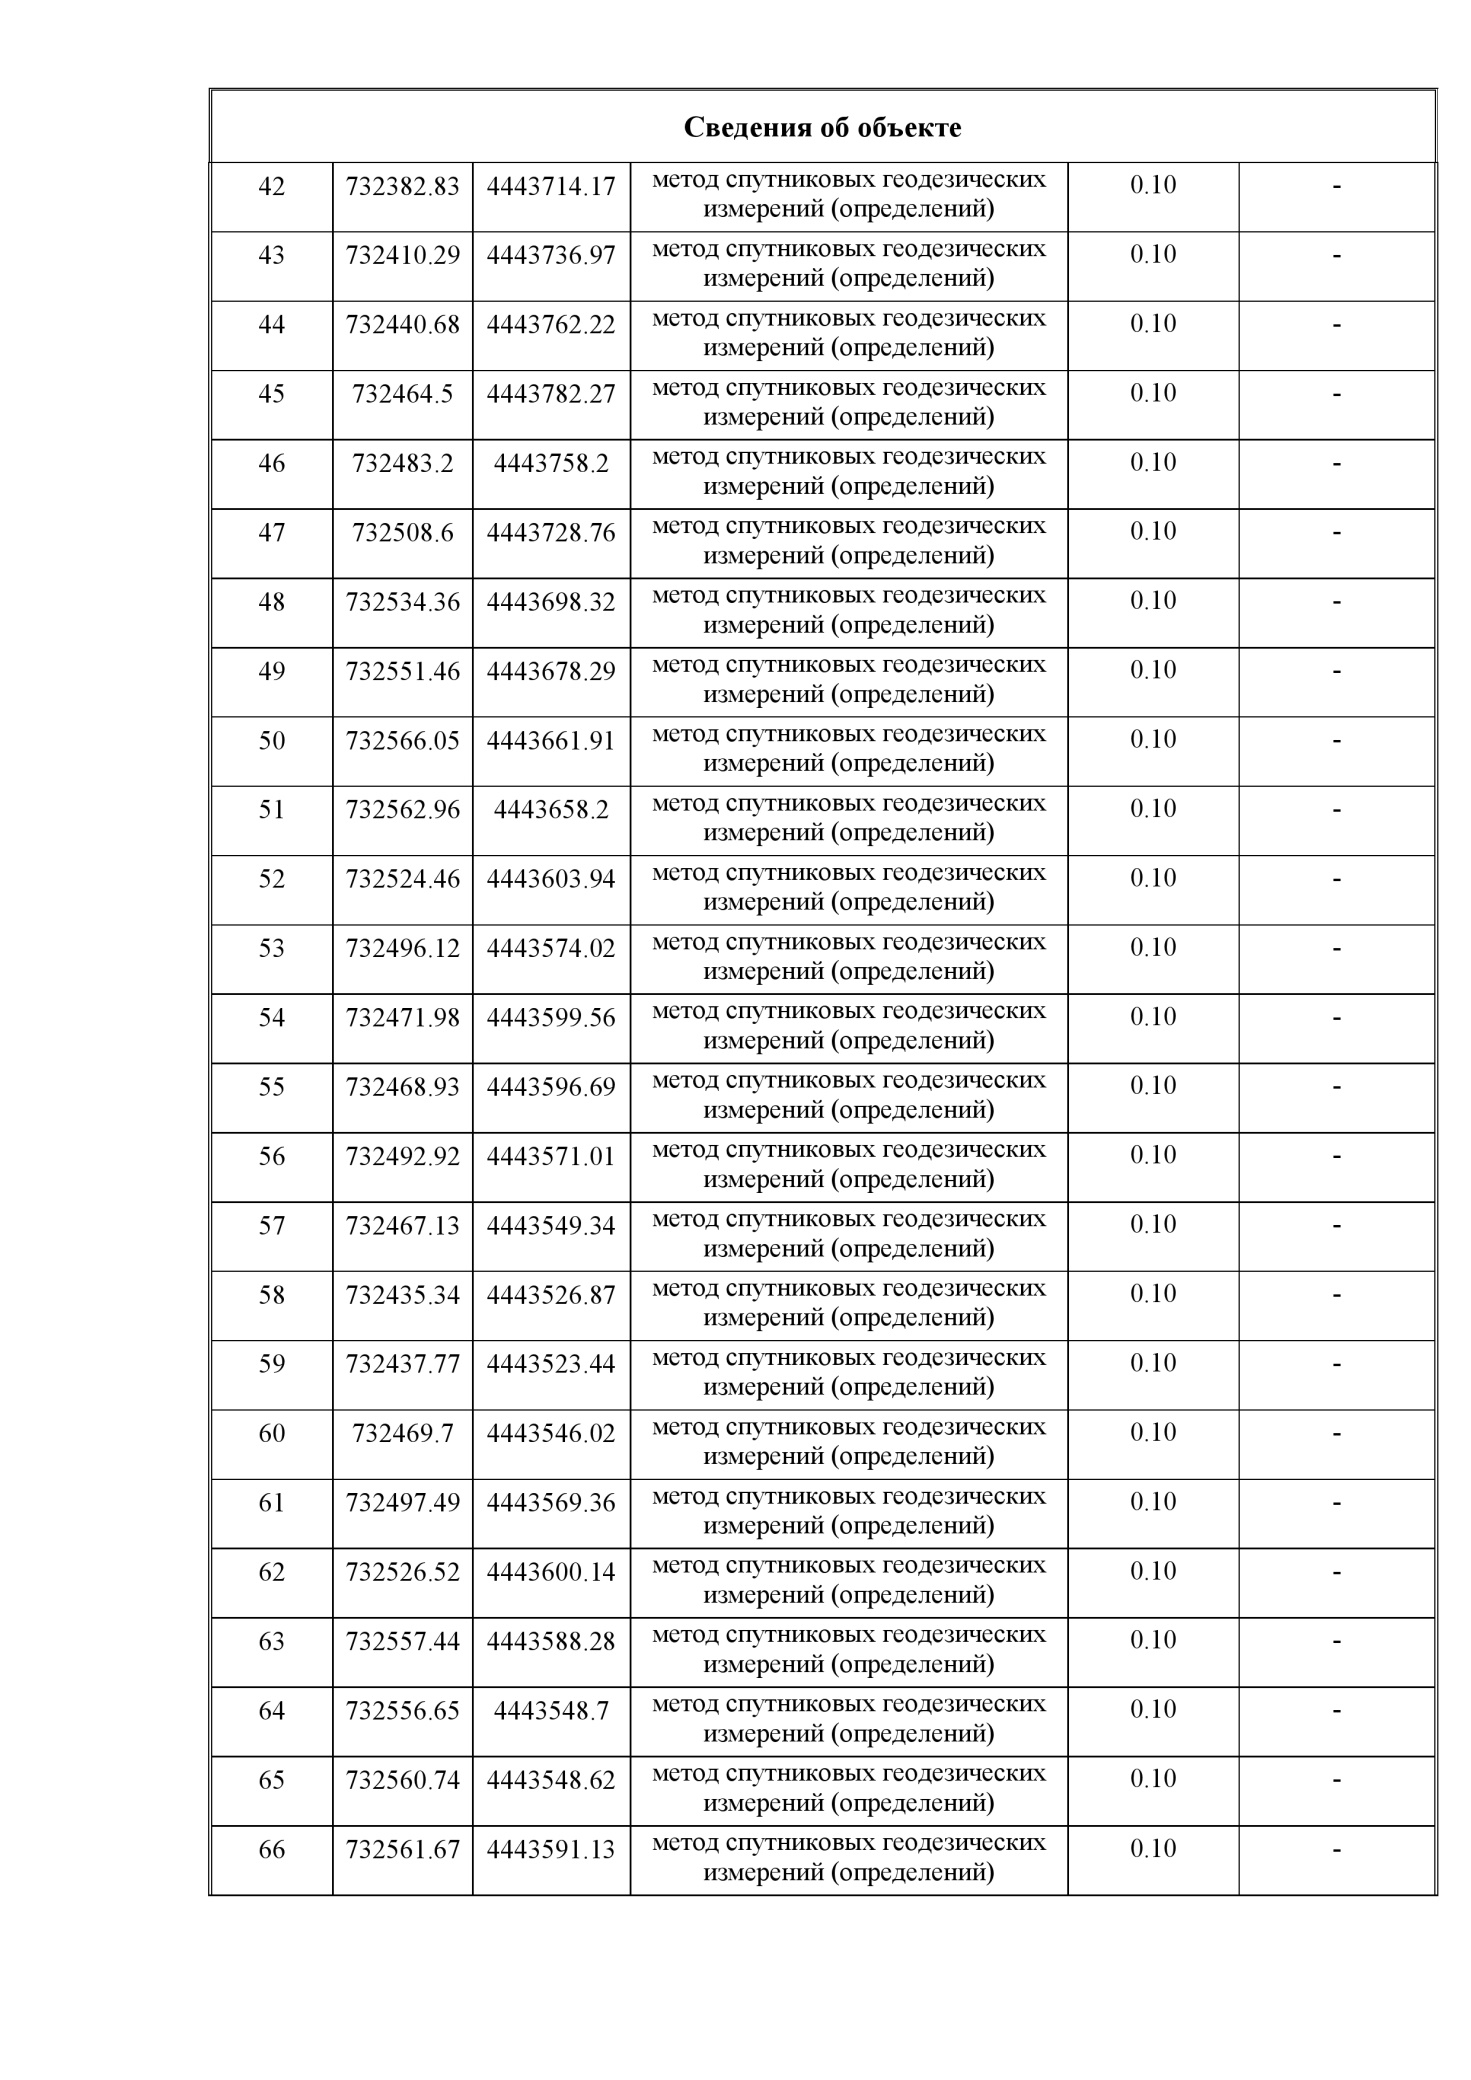 Сведения об объекте
42 732382.83 4443714.17 метод спутниковых геодезических 0.10 -
измерений (определений)
43 732410.29 4443736.97 метод спутниковых геодезических 0.10 -
измерений (определений)
44 732440.68 4443762.22 метод спутниковых геодезических 0.10 -
измерений (определений)
45 732464.5 4443782.27 метод спутниковых геодезических 0.10 -
измерений (определений)
46 732483.2 4443758.2 метод спутниковых геодезических 0.10 -
измерений (определений)
47 732508.6 4443728.76 метод спутниковых геодезических 0.10 -
измерений (определений)
48 732534.36 4443698.32 метод спутниковых геодезических 0.10 -
измерений (определений)
49 732551.46 4443678.29 метод спутниковых геодезических 0.10 -
измерений (определений)
50 732566.05 4443661.91 метод спутниковых геодезических 0.10 -
измерений (определений)
51 732562.96 4443658.2 метод спутниковых геодезических 0.10 -
измерений (определений)
52 732524.46 4443603.94 метод спутниковых геодезических 0.10 -
измерений (определений)
53 732496.12 4443574.02 метод спутниковых геодезических 0.10 -
измерений (определений)
54 732471.98 4443599.56 метод спутниковых геодезических 0.10 -
измерений (определений)
55 732468.93 4443596.69 метод спутниковых геодезических 0.10 -
измерений (определений)
56 732492.92 4443571.01 метод спутниковых геодезических 0.10 -
измерений (определений)
57 732467.13 4443549.34 метод спутниковых геодезических 0.10 -
измерений (определений)
58 732435.34 4443526.87 метод спутниковых геодезических 0.10 -
измерений (определений)
59 732437.77 4443523.44 метод спутниковых геодезических 0.10 -
измерений (определений)
60 732469.7 4443546.02 метод спутниковых геодезических 0.10 -
измерений (определений)
61 732497.49 4443569.36 метод спутниковых геодезических 0.10 -
измерений (определений)
62 732526.52 4443600.14 метод спутниковых геодезических 0.10 -
измерений (определений)
63 732557.44 4443588.28 метод спутниковых геодезических 0.10 -
измерений (определений)
64 732556.65 4443548.7 метод спутниковых геодезических 0.10 -
измерений (определений)
65 732560.74 4443548.62 метод спутниковых геодезических 0.10 -
измерений (определений)
66 732561.67 4443591.13 метод спутниковых геодезических 0.10 -
измерений (определений)